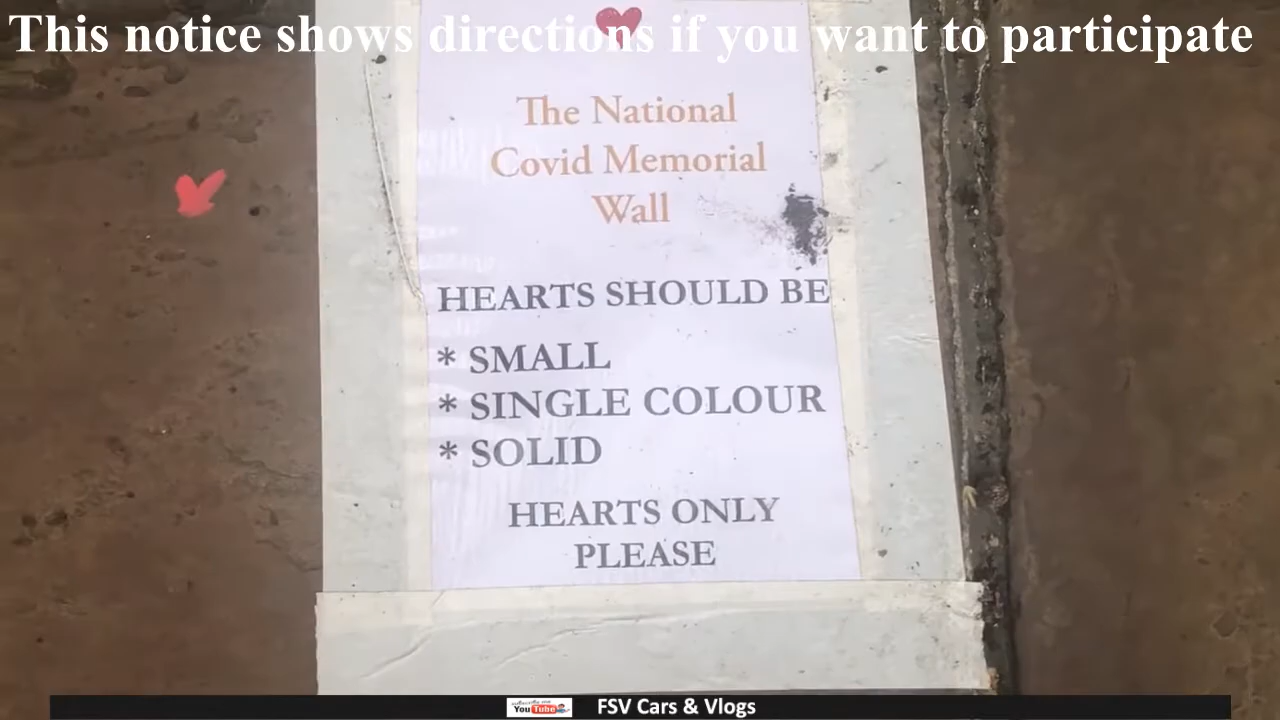 This notice shows directions if you want to participate
The National
Covid Memorial
Wall
HEARTS SHOULD BE
* SMALL
* SINGLE COLOUR
* SOLID
HEARTS ONLY
PLEASE
YouTube
FSV Cars & Vlogs